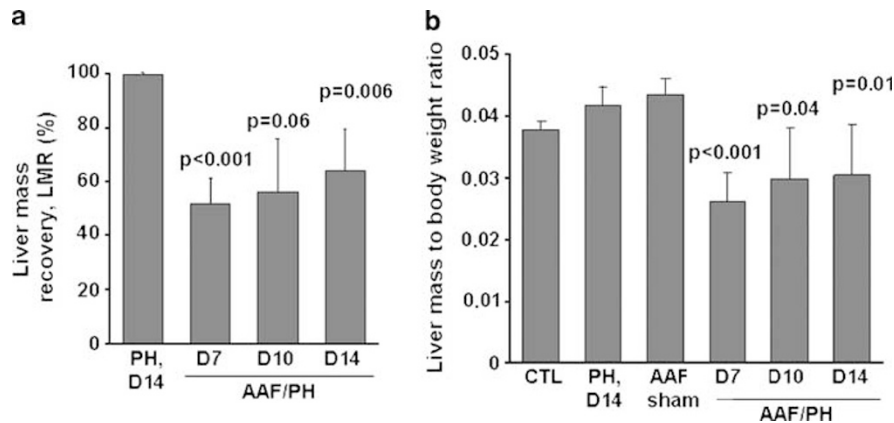 a
Liver mass
recovery, LMR (%)
100
80
60
40
20
0
p<0.001
p=0.06
p=0.006
PH,
D14
D7
D10
D14
AAF/PH
b
Liver mass to body weight ratio
0.05
0.04
0.03
0.02
0.01
0
p<0.001
p=0.04
p=0.01
CTL
PH,
D14
AAF
sham
D7
D10
D14
AAF/PH